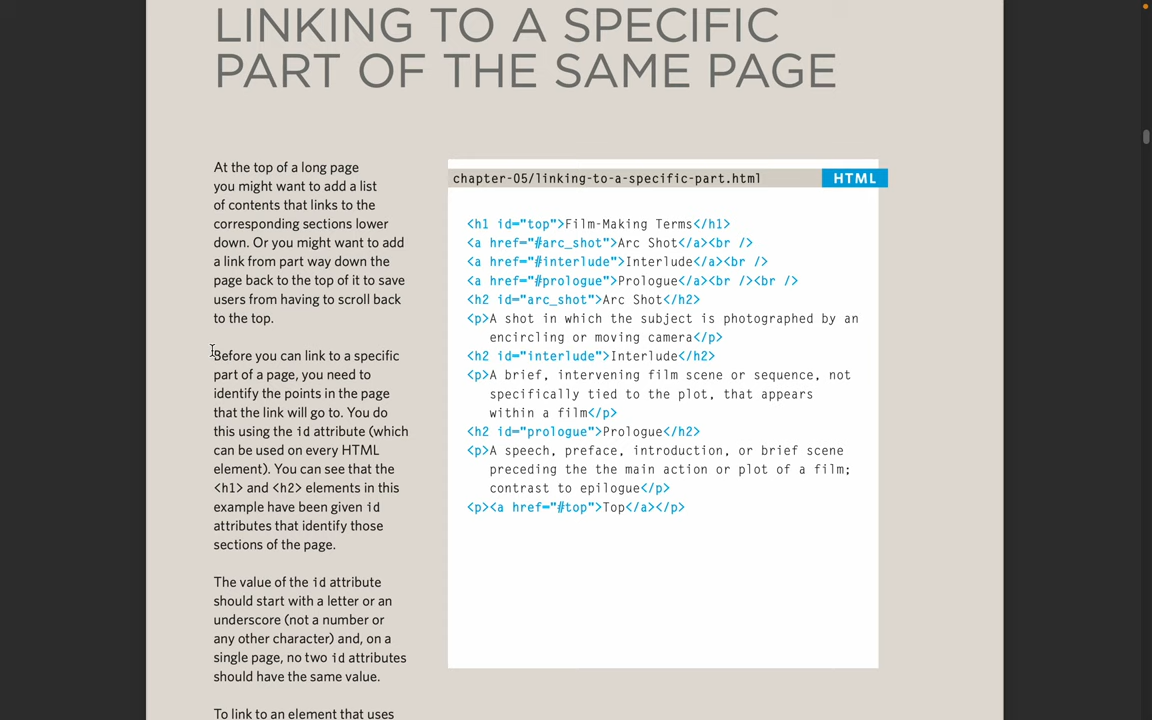 LINKING TO A SPECIFIC
PART OF THE SAME PAGE
At the top of a long page
you might want to add a list
of contents that links to the
corresponding sections lower
down. Or you might want to add
a link from part way down the
page back to the top of it to save
users from having to scroll back
to the top.
Before you can link to a specific
part of a page, you need to
identify the points in the page
that the link will go to. You do
this using the id attribute (which
can be used on every HTML
element). You can see that the
<h1> and <h2> elements in this
example have been given id
attributes that identify those
sections of the page.
The value of the id attribute
should start with a letter or an
underscore (not a number or
any other character) and, on a
single page, no two id attributes
should have the same value.
To link to an element that uses
chapter-05/linking-to-a-specific-part.html HTML
<h1 id="top">Film-Making Terms</h1>
<a href="#arc_shot">Arc Shot</a><br />
<a href="#interlude">Interlude</a><br />
<a href="#prologue">Prologue</a><br /><br />
<h2 id="arc_shot">Arc Shot</h2>
<p>A shot in which the subject is photographed by an
encircling or moving camera</p>
<h2 id="interlude">Interlude</h2>
<p>A brief, intervening film scene or sequence, not
specifically tied to the plot, that appears
within a film</p>
<h2 id="prologue">Prologue</h2>
<p>A speech, preface, introduction, or brief scene
preceding the the main action or plot of a film;
contrast to epilogue</p>
<p><a href="#top">Top</a></p>